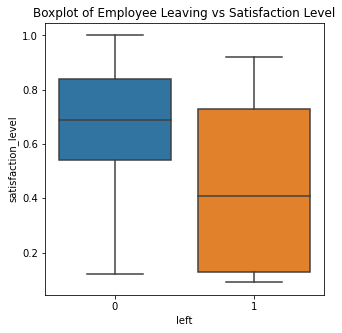 Boxplot of Employee Leaving vs Satisfaction Level
1.0
0.8
0.6
0.4
0.2
satisfaction_level
0 1
left